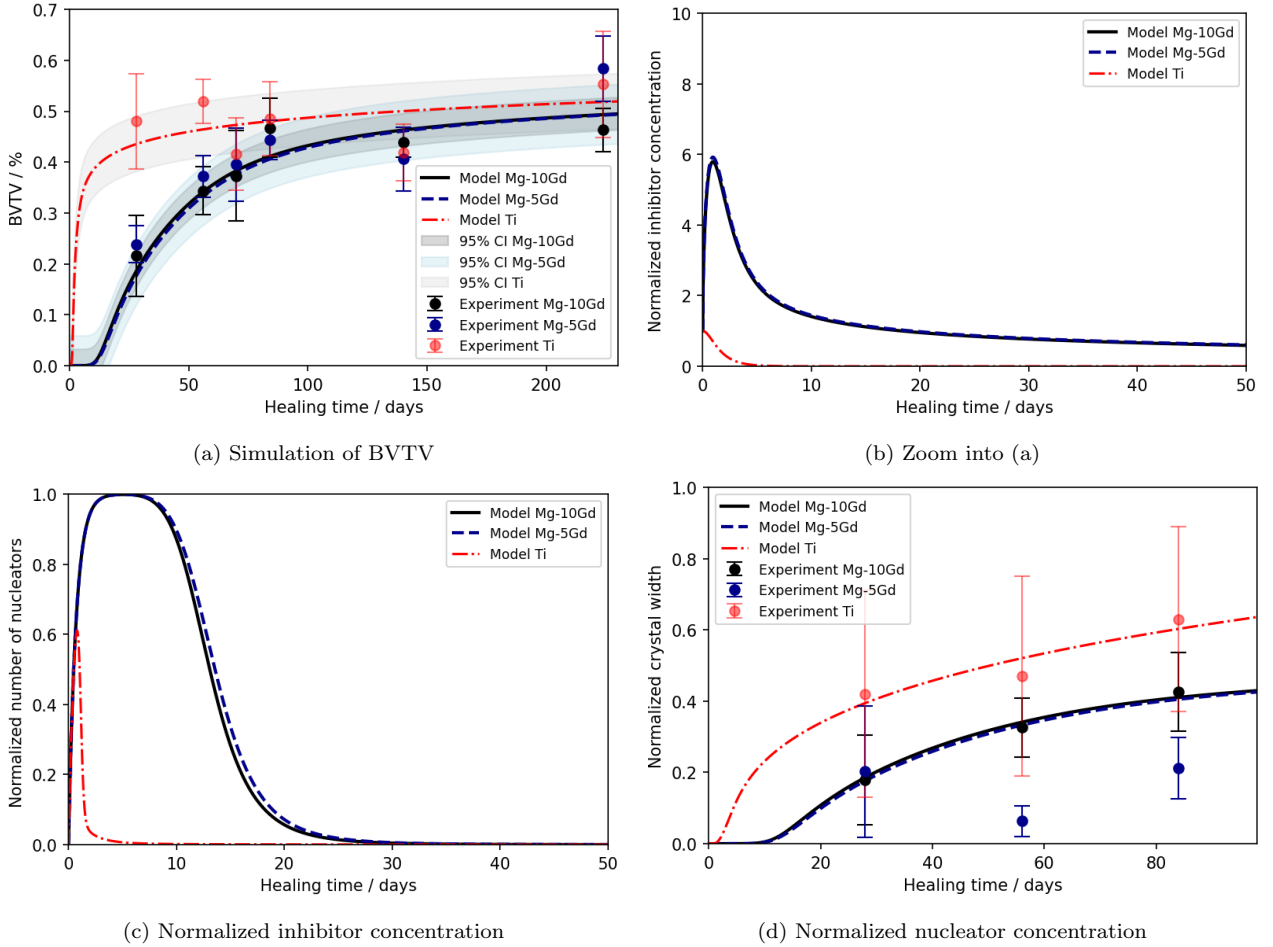 0.7
0.6
0.5
0.4
0.3
0.2
0.1
0.0
BVTV / %
0
50
100
150
200
Healing time / days
Model Mg-10Gd
Model Mg-5Gd
Model Ti
95% CI Mg-10Gd
95% CI Mg-5Gd
95% CI Ti
Experiment Mg-10Gd
Experiment Mg-5Gd
Experiment Ti
(a) Simulation of BVTV
10
8
6
4
2
0
Normalized inhibitor concentration
0
10
20
30
40
50
Healing time / days
Model Mg-10Gd
Model Mg-5Gd
Model Ti
(b) Zoom into (a)
1.0
0.8
0.6
0.4
0.2
0.0
Normalized number of nucleators
0
10
20
30
40
50
Healing time / days
Model Mg-10Gd
Model Mg-5Gd
Model Ti
(c) Normalized inhibitor concentration
1.0
0.8
0.6
0.4
0.2
0.0
Normalized crystal width
0
20
40
60
80
Healing time / days
Model Mg-10Gd
Model Mg-5Gd
Model Ti
Experiment Mg-10Gd
Experiment Mg-5Gd
Experiment Ti
(d) Normalized nucleator concentration